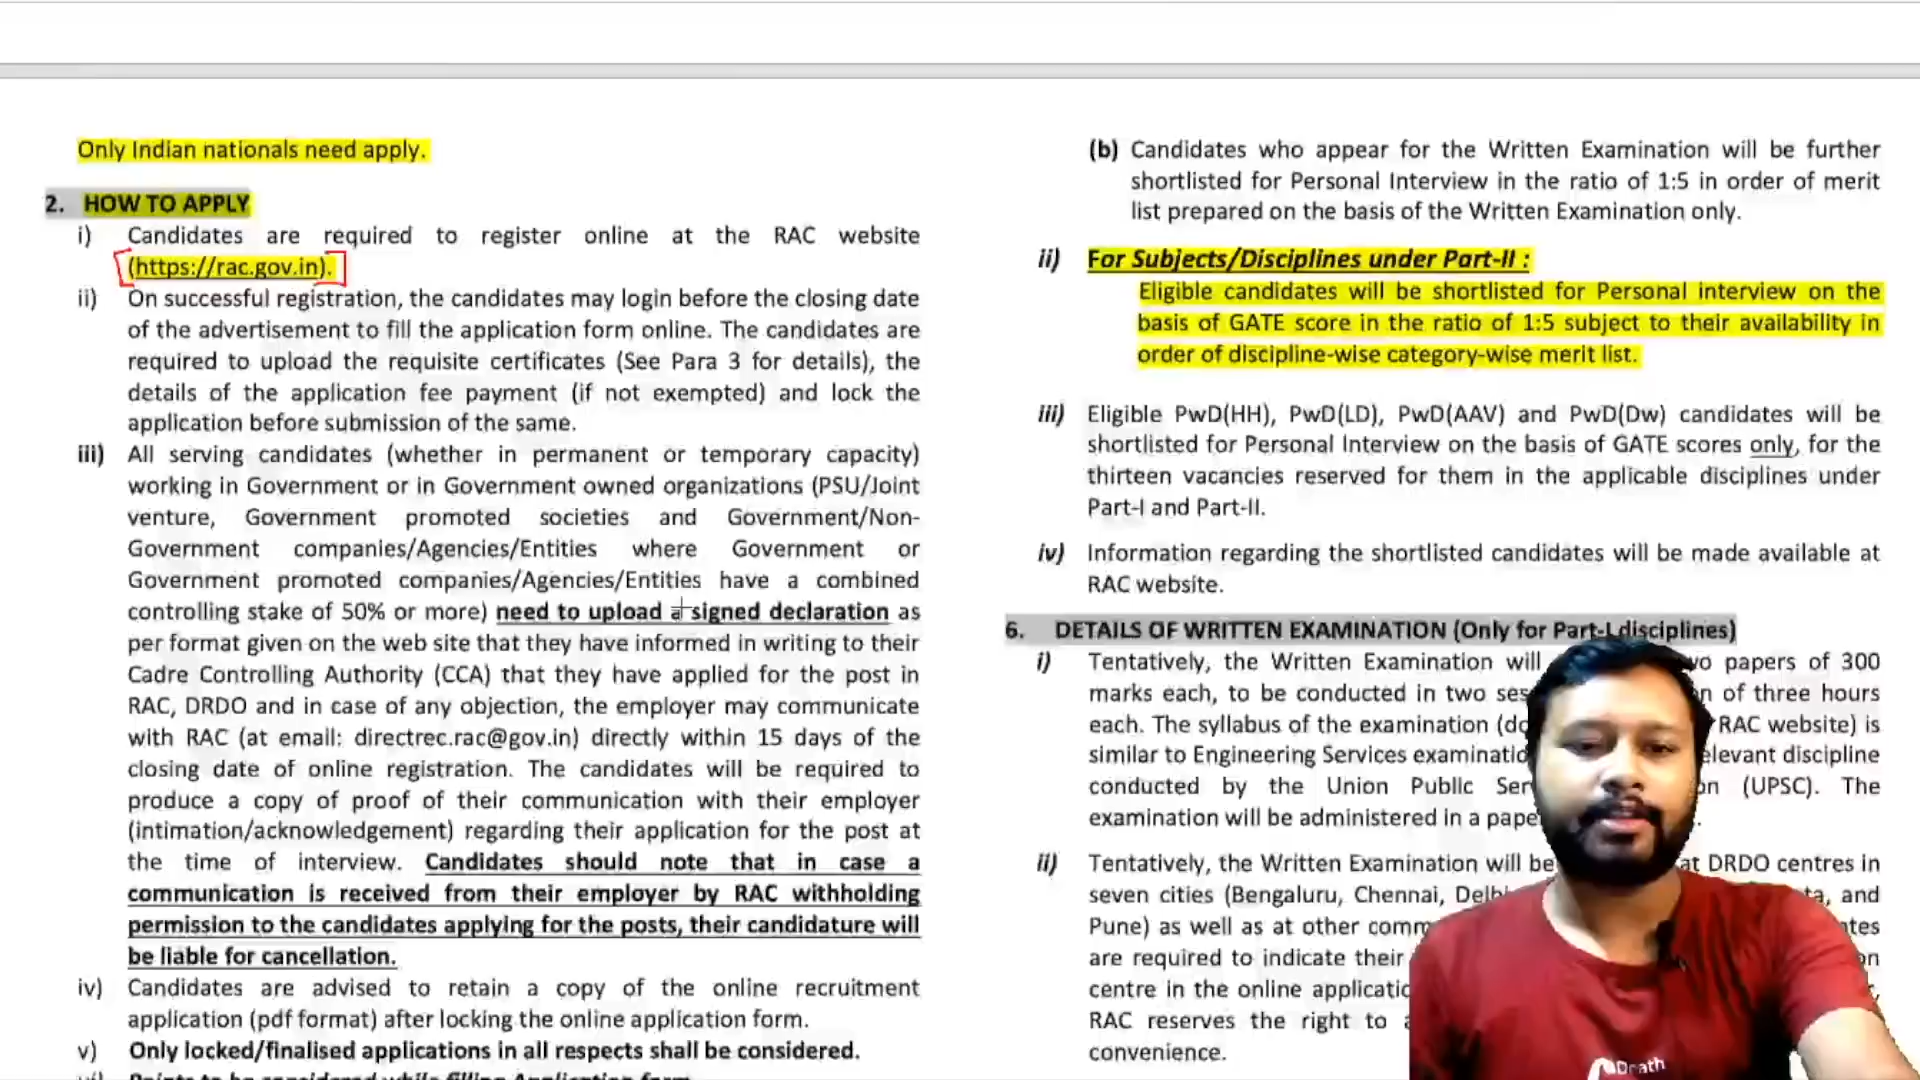 Only Indian nationals need apply.
2. HOW TO APPLY
i) Candidates are required to register online at the RAC website
(https://rac.gov.in).
ii) On successful registration, the candidates may login before the closing date
of the advertisement to fill the application form online. The candidates are
required to upload the requisite certificates (See Para 3 for details), the
details of the application fee payment (if not exempted) and lock the
application before submission of the same.
iii) All serving candidates (whether in permanent or temporary capacity)
working in Government or in Government owned organizations (PSU/Joint
venture, Government promoted societies and Government/Non-
Government companies/Agencies/Entities where Government or
Government promoted companies/Agencies/Entities have a combined
controlling stake of 50% or more) need to upload a signed declaration as
per format given on the web site that they have informed in writing to their
Cadre Controlling Authority (CCA) that they have applied for the post in
RAC, DRDO and in case of any objection, the employer may communicate
with RAC (at email: directrec.rac@gov.in) directly within 15 days of the
closing date of online registration. The candidates will be required to
produce a copy of proof of their communication with their employer
(intimation/acknowledgement) regarding their application for the post at
the time of interview. Candidates should note that in case a
communication is received from their employer by RAC withholding
permission to the candidates applying for the posts, their candidature will
be liable for cancellation.
iv) Candidates are advised to retain a copy of the online recruitment
application (pdf format) after locking the online application form.
v) Only locked/finalised applications in all respects shall be considered.
(b) Candidates who appear for the Written Examination will be further
shortlisted for Personal Interview in the ratio of 1:5 in order of merit
list prepared on the basis of the Written Examination only.
ii) For Subjects/Disciplines under Part-II :
Eligible candidates will be shortlisted for Personal interview on the
basis of GATE score in the ratio of 1:5 subject to their availability in
order of discipline-wise category-wise merit list.
iii) Eligible PwD(HH), PwD(LD), PwD(AAV) and PwD(Dw) candidates will be
shortlisted for Personal Interview on the basis of GATE scores only, for the
thirteen vacancies reserved for them in the applicable disciplines under
Part-I and Part-II.
iv) Information regarding the shortlisted candidates will be made available at
RAC website.
6. DETAILS OF WRITTEN EXAMINATION (Only for Part-I disciplines)
i) Tentatively, the Written Examination will papers of 300
marks each, to be conducted in two of three hours
each. The syllabus of the examination RAC website) is
similar to Engineering Services discipline
conducted by the Union Public (UPSC). The
examination will be administered in a
ii) Tentatively, the Written Examination will be at DRDO centres in
seven cities (Bengaluru, Chennai, and
Pune) as well as at other
are required to indicate their
centre in the online
RAC reserves the right to
convenience.